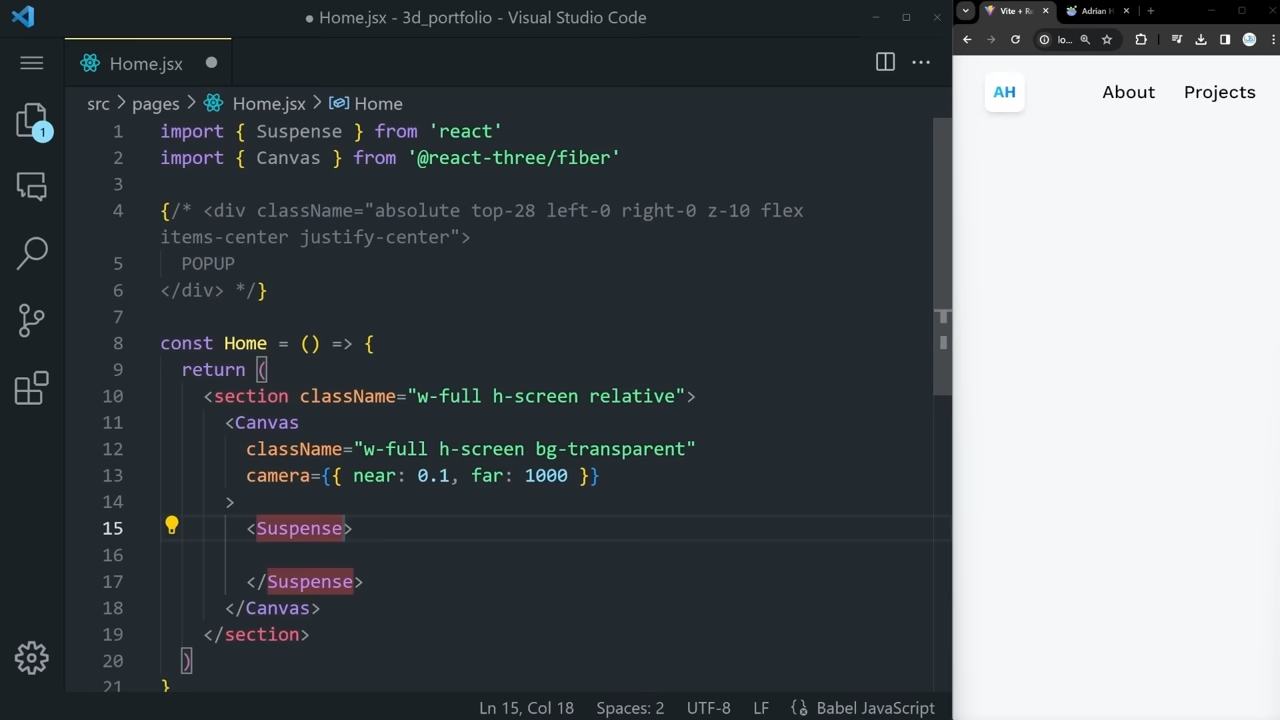 Home.jsx - 3d_portfolio - Visual Studio Code
Home.jsx
src > pages > Home.jsx > Home
1 import { Suspense } from 'react'
2 import { Canvas } from '@react-three/fiber'
3
4 {/* <div className="absolute top-28 left-0 right-0 z-10 flex
items-center justify-center">
5 POPUP
6 </div> */}
7
8 const Home = () => {
9 return (
10 <section className="w-full h-screen relative">
11 <Canvas
12 className="w-full h-screen bg-transparent"
13 camera={{ near: 0.1, far: 1000 }}
14 >
15 <Suspense>
16
17 </Suspense>
18 </Canvas>
19 </section>
20 )
21 }
1
Ln 15, Col 18 Spaces: 2 UTF-8 LF Babel JavaScript
Vite + Re
Adrian H
lo...
AH About Projects